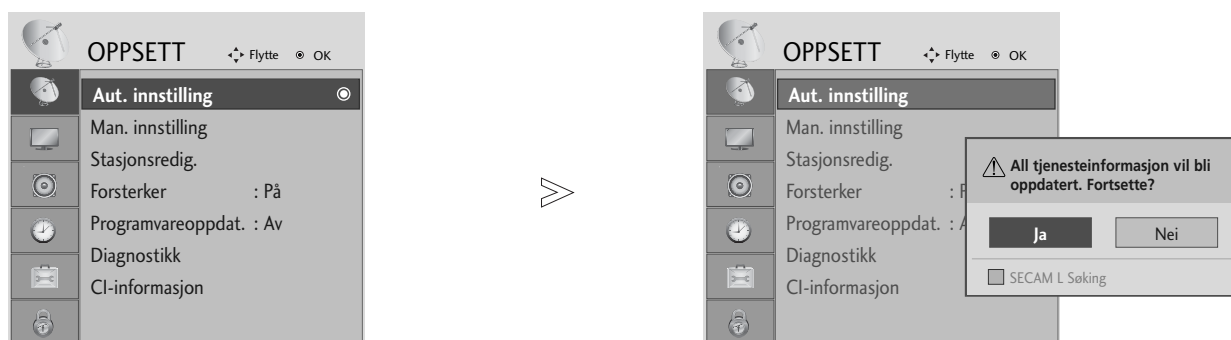 OPPSETT Flytte OK
Aut. innstilling
Man. innstilling
Stasjonsredig.
Forsterker : På
Programvareoppdat. : Av
Diagnostikk
CI-informasjon
OPPSETT Flytte OK
Aut. innstilling
Man. innstilling
Stasjonsredig.
Forsterker :
Programvareoppdat. :
Diagnostikk
CI-informasjon
All tjenesteinformasjon vil bli
oppdatert. Fortsette?
Ja Nei
SECAM L Søking